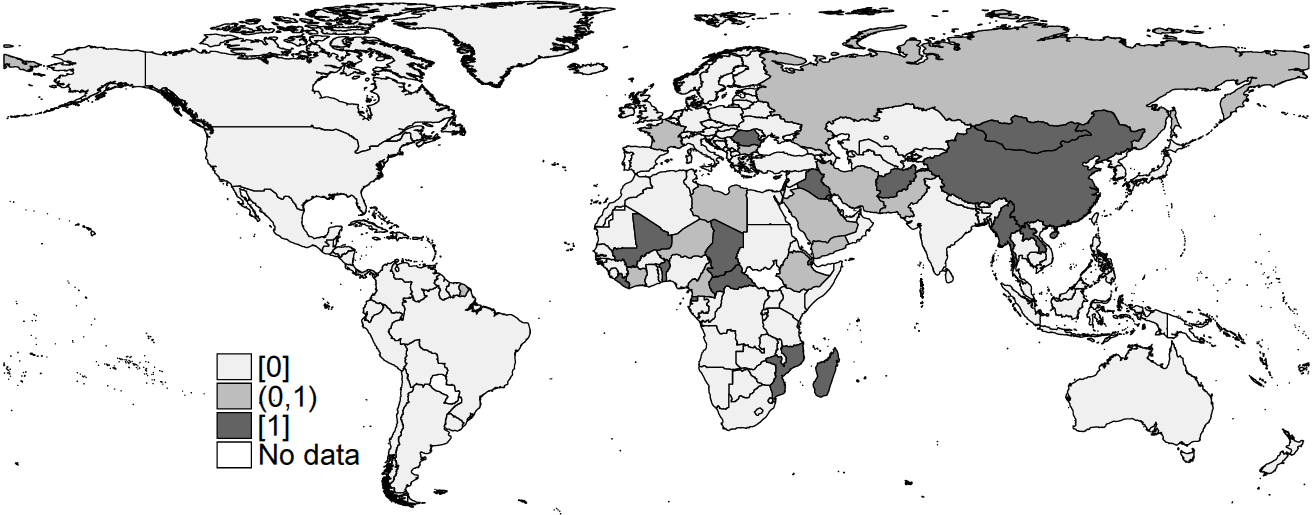 [0]
(0,1)
[1]
No data